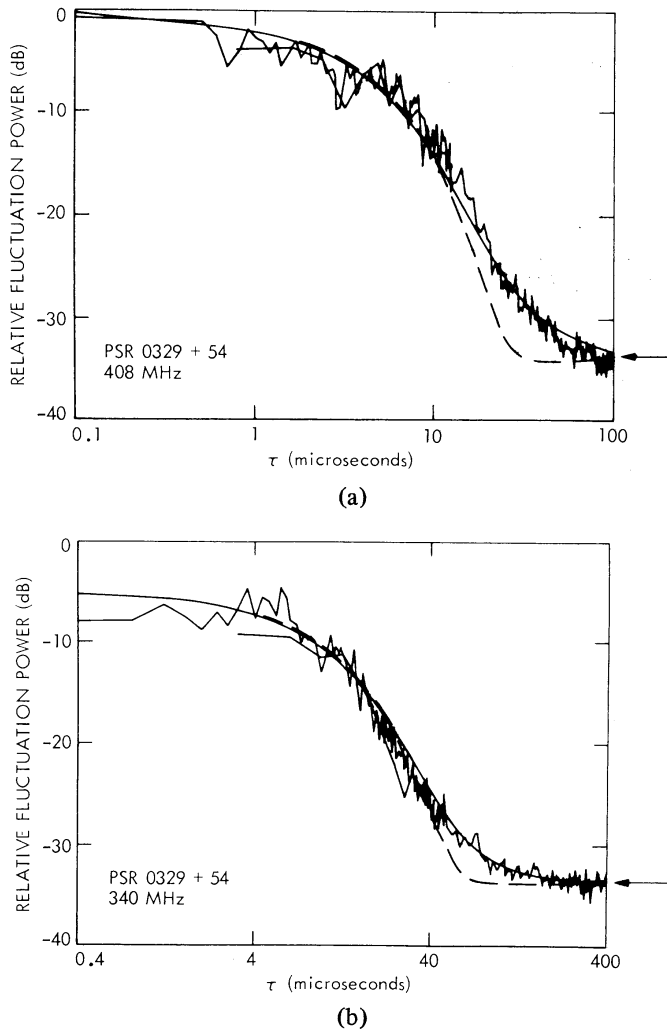 0
-10
-20
-30
-40
RELATIVE FLUCTUATION POWER (dB)
PSR 0329 + 54
408 MHz
0.1
1
10
100
τ (microseconds)
(a)
0
-10
-20
-30
-40
RELATIVE FLUCTUATION POWER (dB)
PSR 0329 + 54
340 MHz
0.4
4
40
400
τ (microseconds)
(b)